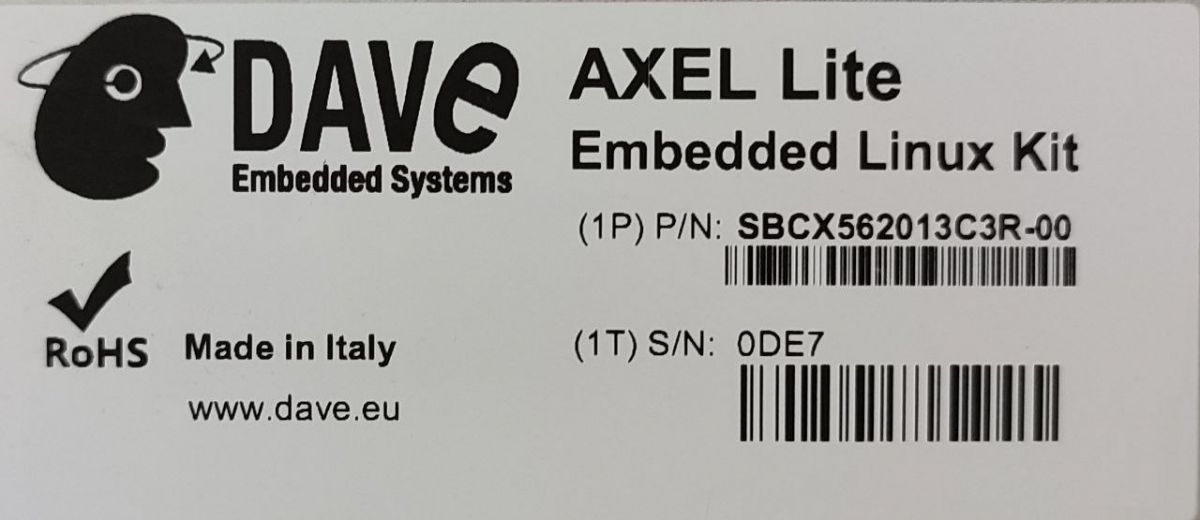 DAVe
Embedded Systems
AXEL Lite
Embedded Linux Kit
(1P) P/N: SBCX562013C3R-00
(1T) S/N: 0DE7
RoHS
Made in Italy
www.dave.eu